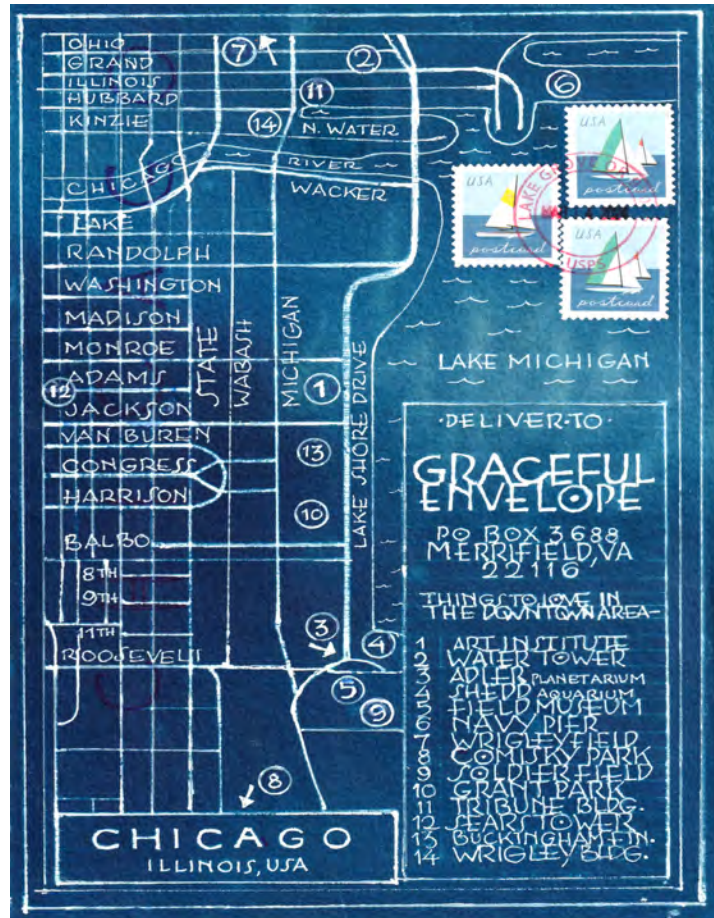 OHIO
GRAND
ILLINOIS
HUBBARD
KINZIE
7
2
6
11
14
N. WATER
CHICAGO
RIVER
WACKER
LAKE
RANDOLPH
WASHINGTON
MADISON
MONROE
ADAMS
12
JACKSON
VAN BUREN
CONGRESS
HARRISON
BALBO
8TH
9TH
11TH
ROOSEVELT
STATE
WABASH
MICHIGAN
LAKE SHORE DRIVE
1
13
10
3
4
5
9
8
USA
postcard
USA
postcard
USA
postcard
USPS
LAKE MICHIGAN
·DELIVER·TO·
GRACEFUL
ENVELOPE
PO BOX 3688
MERRIFIELD, VA
22116
THINGS TO LOVE IN
THE DOWNTOWN AREA—
1 ART INSTITUTE
2 WATER TOWER
3 ADLER PLANETARIUM
4 SHEDD AQUARIUM
5 FIELD MUSEUM
6 NAVY PIER
7 WRIGLEY FIELD
8 COMISKY PARK
9 SOLDIER FIELD
10 GRANT PARK
11 TRIBUNE BLDG.
12 SEARS TOWER
13 BUCKINGHAM FTN.
14 WRIGLEY BLDG.
CHICAGO
ILLINOIS, USA